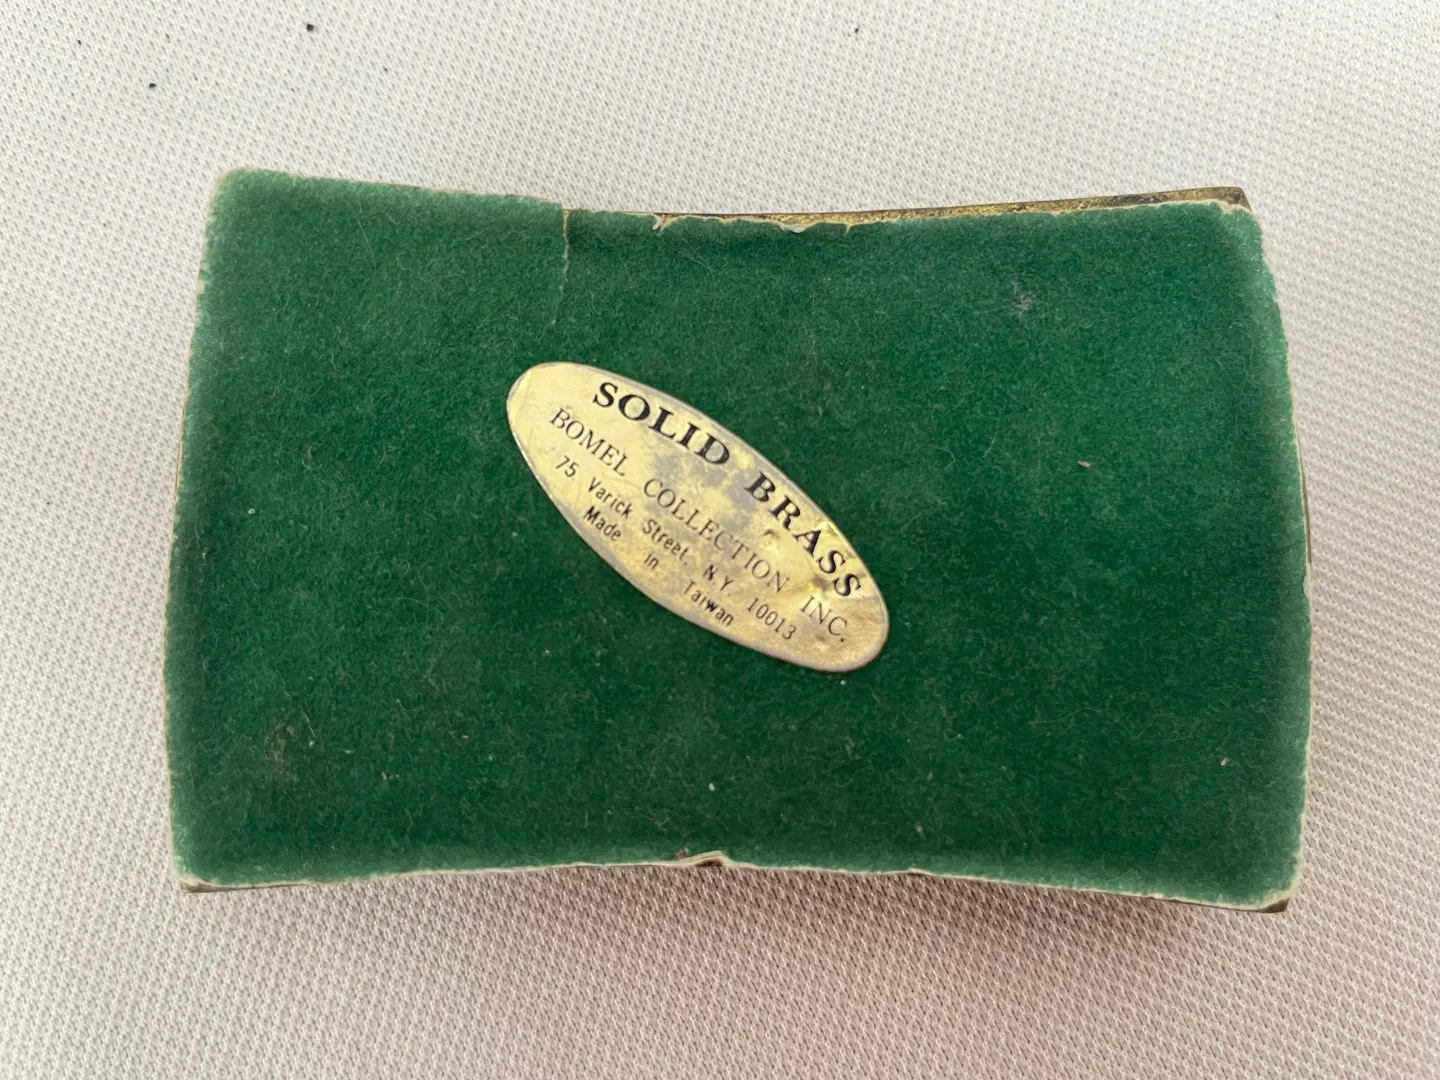 SOLID BRASS
BOMEL COLLECTION INC.
75 Varick Street, N.Y. 10013
Made in Taiwan